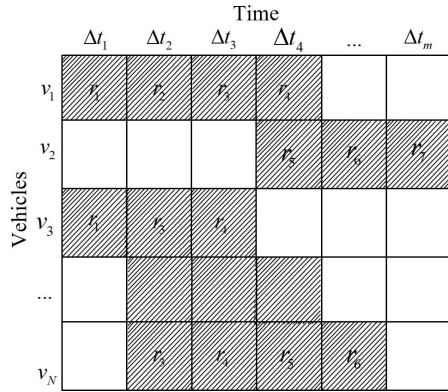 Time
Δt₁ Δt₂ Δt₃ Δt₄ ... Δtₘ
Vehicles
v₁ r₁ r₂ r₃ r₄
v₂ r₅ r₆ r₇
v₃ r₁ r₃ r₄
...
v_N r₃ r₄ r₅ r₆